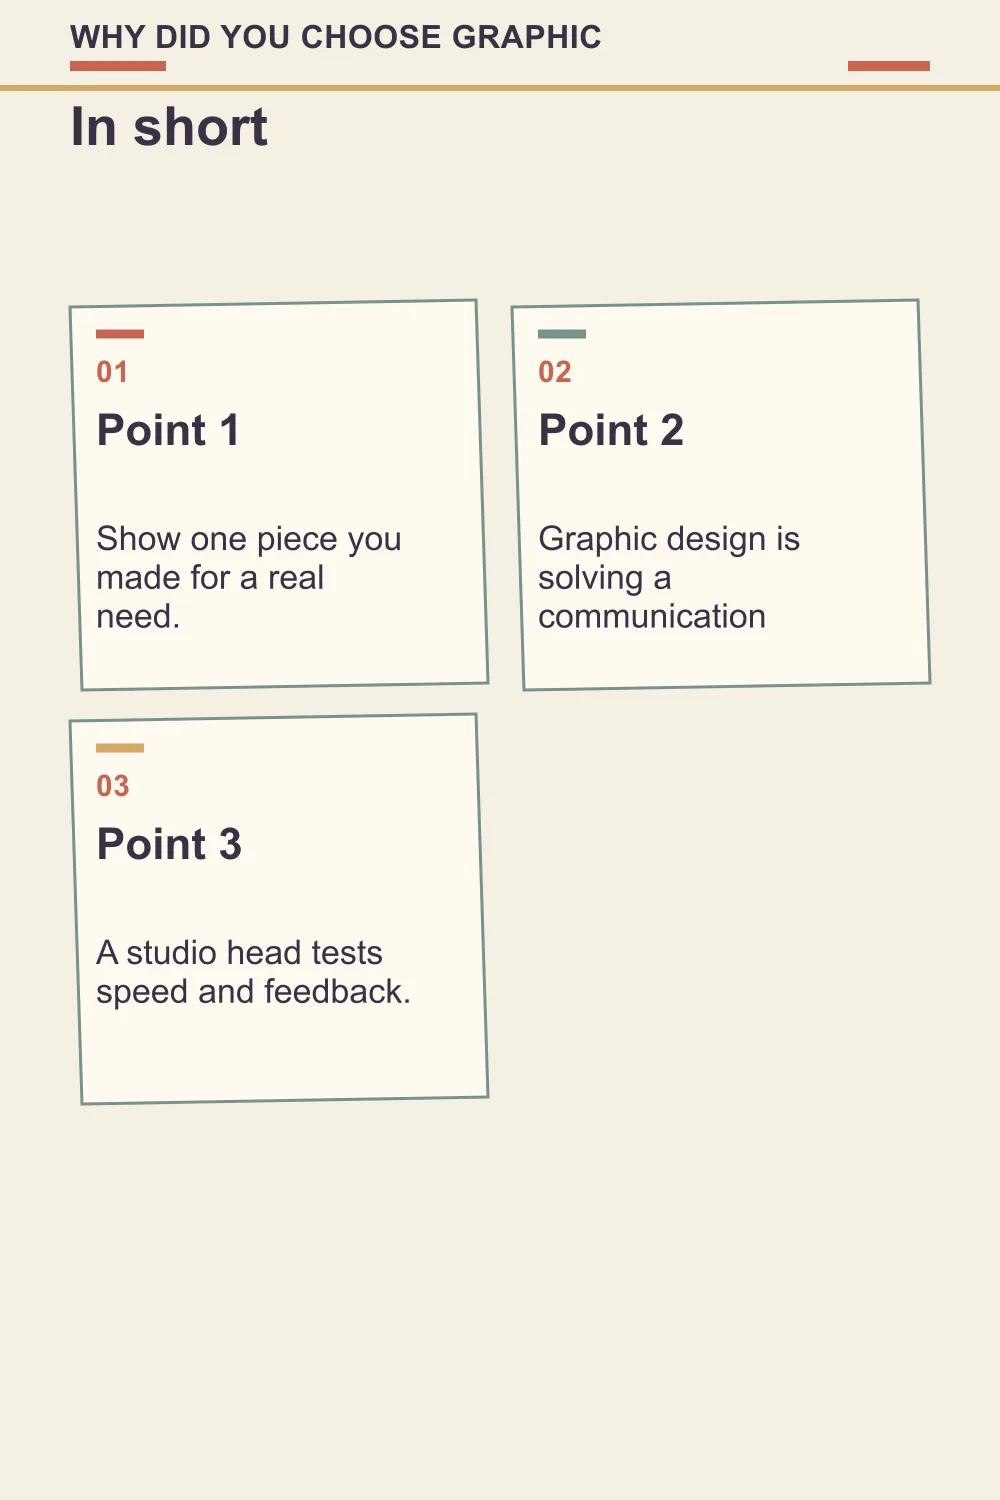 WHY DID YOU CHOOSE GRAPHIC
In short
01
Point 1
Show one piece you
made for a real
need.
02
Point 2
Graphic design is
solving a
communication
03
Point 3
A studio head tests
speed and feedback.